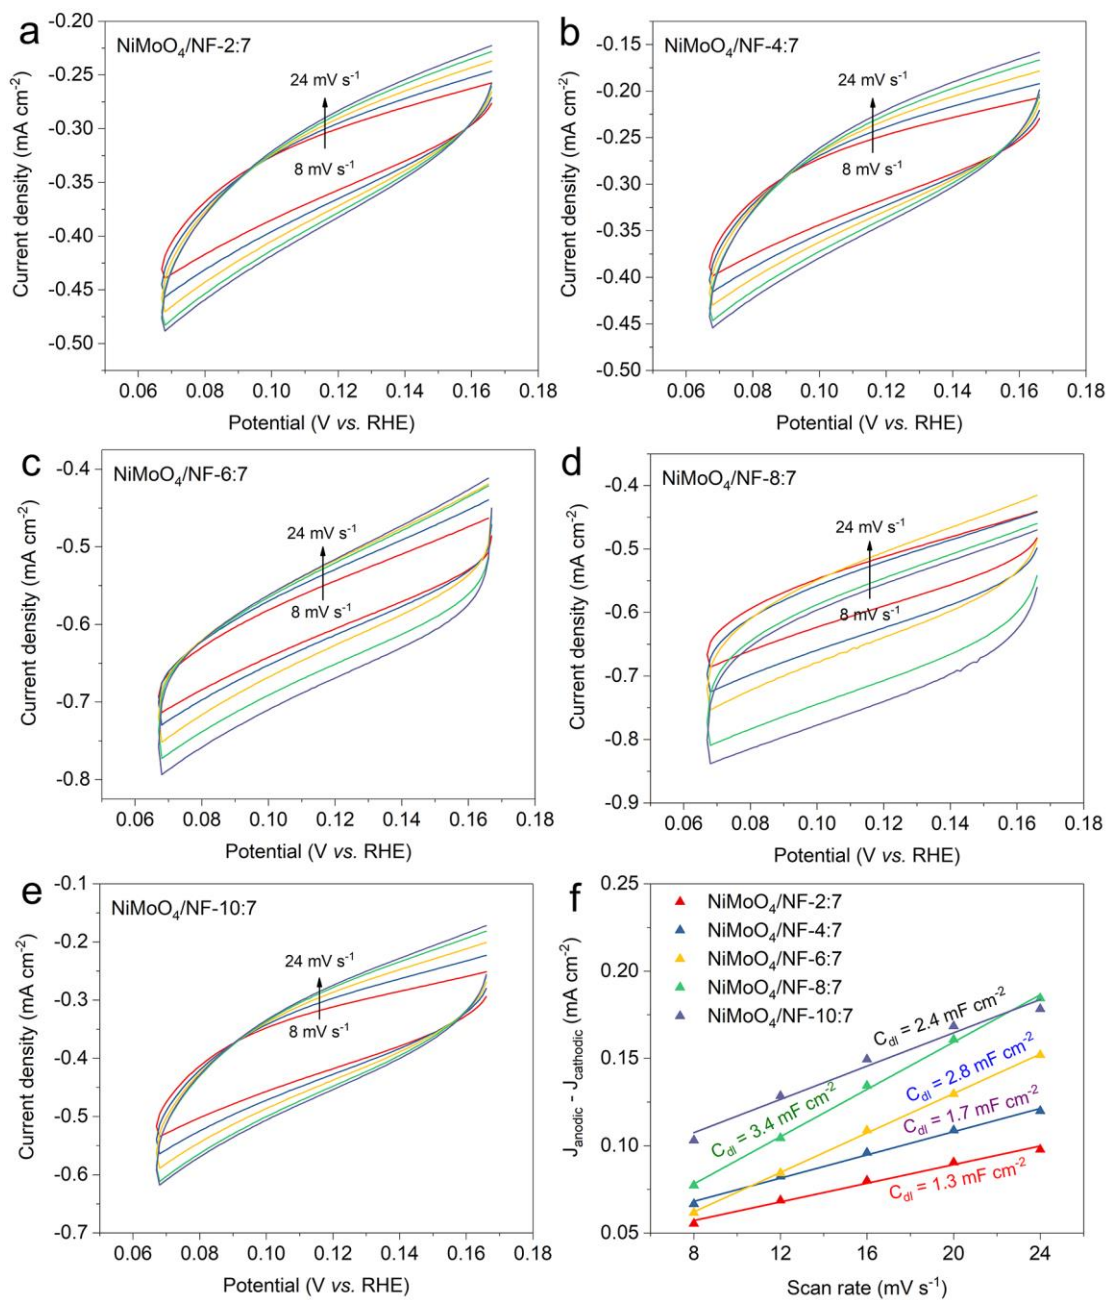 a
NiMoO₄/NF-2:7
24 mV s⁻¹
8 mV s⁻¹
-0.20
-0.25
-0.30
-0.35
-0.40
-0.45
-0.50
0.06 0.08 0.10 0.12 0.14 0.16 0.18
Current density (mA cm⁻²)
Potential (V vs. RHE)
b
NiMoO₄/NF-4:7
24 mV s⁻¹
8 mV s⁻¹
-0.15
-0.20
-0.25
-0.30
-0.35
-0.40
-0.45
-0.50
0.06 0.08 0.10 0.12 0.14 0.16 0.18
Current density (mA cm⁻²)
Potential (V vs. RHE)
c
NiMoO₄/NF-6:7
24 mV s⁻¹
8 mV s⁻¹
-0.4
-0.5
-0.6
-0.7
-0.8
0.06 0.08 0.10 0.12 0.14 0.16 0.18
Current density (mA cm⁻²)
Potential (V vs. RHE)
d
NiMoO₄/NF-8:7
24 mV s⁻¹
8 mV s⁻¹
-0.4
-0.5
-0.6
-0.7
-0.8
-0.9
0.06 0.08 0.10 0.12 0.14 0.16 0.18
Current density (mA cm⁻²)
Potential (V vs. RHE)
e
NiMoO₄/NF-10:7
24 mV s⁻¹
8 mV s⁻¹
-0.1
-0.2
-0.3
-0.4
-0.5
-0.6
-0.7
0.06 0.08 0.10 0.12 0.14 0.16 0.18
Current density (mA cm⁻²)
Potential (V vs. RHE)
f
NiMoO₄/NF-2:7
NiMoO₄/NF-4:7
NiMoO₄/NF-6:7
NiMoO₄/NF-8:7
NiMoO₄/NF-10:7
C_dl = 2.4 mF cm⁻²
C_dl = 2.8 mF cm⁻²
C_dl = 3.4 mF cm⁻²
C_dl = 1.7 mF cm⁻²
C_dl = 1.3 mF cm⁻²
0.25
0.20
0.15
0.10
0.05
8 12 16 20 24
J_anodic - J_cathodic (mA cm⁻²)
Scan rate (mV s⁻¹)